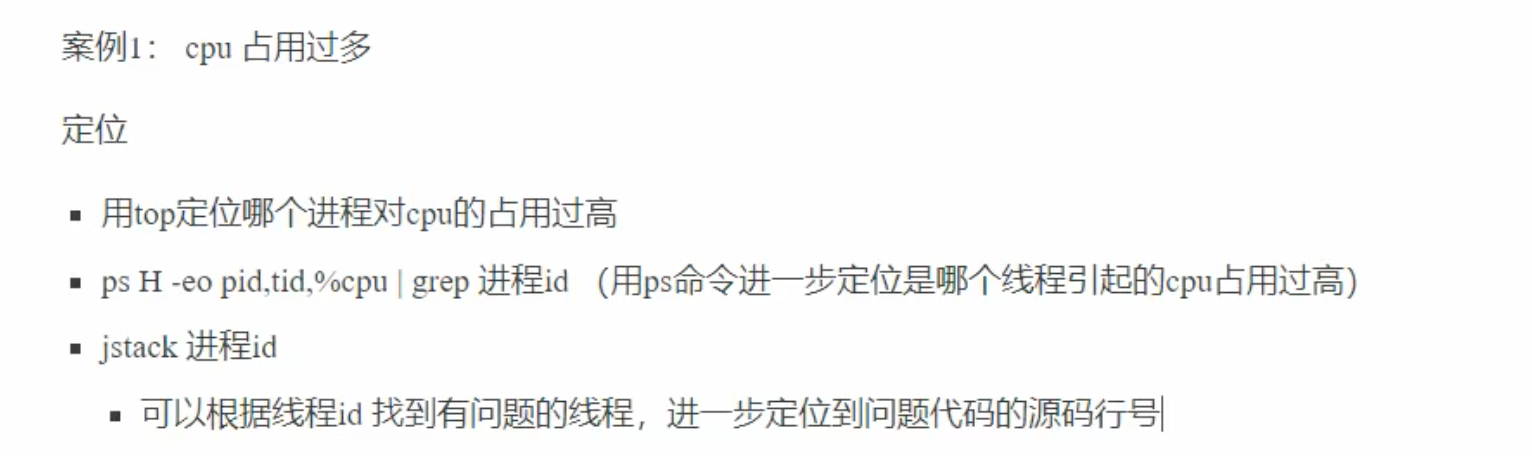 案例1： cpu 占用过多
定位
▪ 用top定位哪个进程对cpu的占用过高
▪ ps H -eo pid,tid,%cpu | grep 进程id （用ps命令进一步定位是哪个线程引起的cpu占用过高）
▪ jstack 进程id
▪ 可以根据线程id 找到有问题的线程，进一步定位到问题代码的源码行号